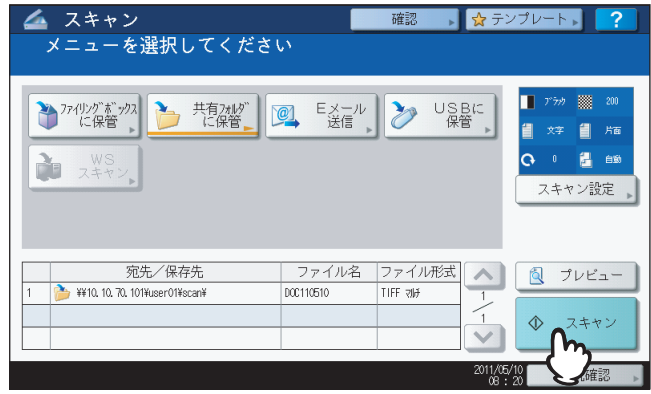 スキャン
確認
テンプレート
?
メニューを選択してください
ファイリングボックス
に保管
共有フォルダ
に保管
Eメール
送信
USBに
保管
WS
スキャン
ブラック
200
文字
片面
0
自動
スキャン設定
宛先/保存先
ファイル名
ファイル形式
1
¥¥10.10.70.101¥user01¥scan¥
DOC110510
TIFF マルチ
1
1
プレビュー
スキャン
2011/05/10
08 : 20
確認